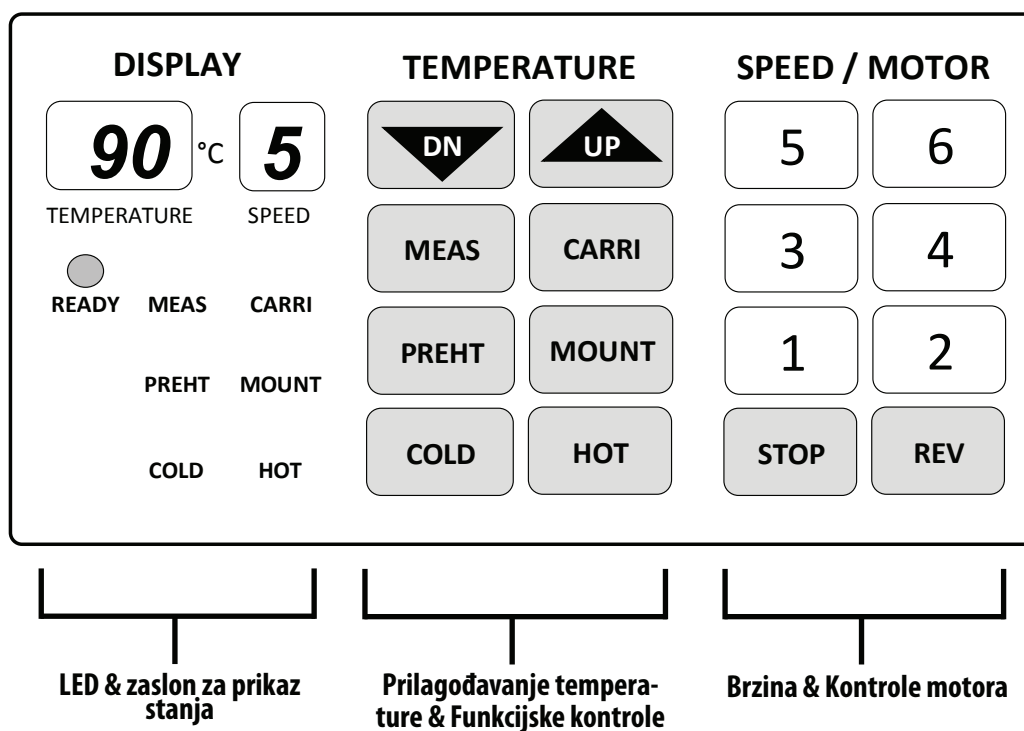 DISPLAY
90 °C 5
TEMPERATURE SPEED
READY MEAS CARRI
PREHT MOUNT
COLD HOT
TEMPERATURE
DN UP
MEAS CARRI
PREHT MOUNT
COLD HOT
SPEED / MOTOR
5 6
3 4
1 2
STOP REV
LED & zaslon za prikaz
stanja
Prilagođavanje tempera-
ture & Funkcijske kontrole
Brzina & Kontrole motora